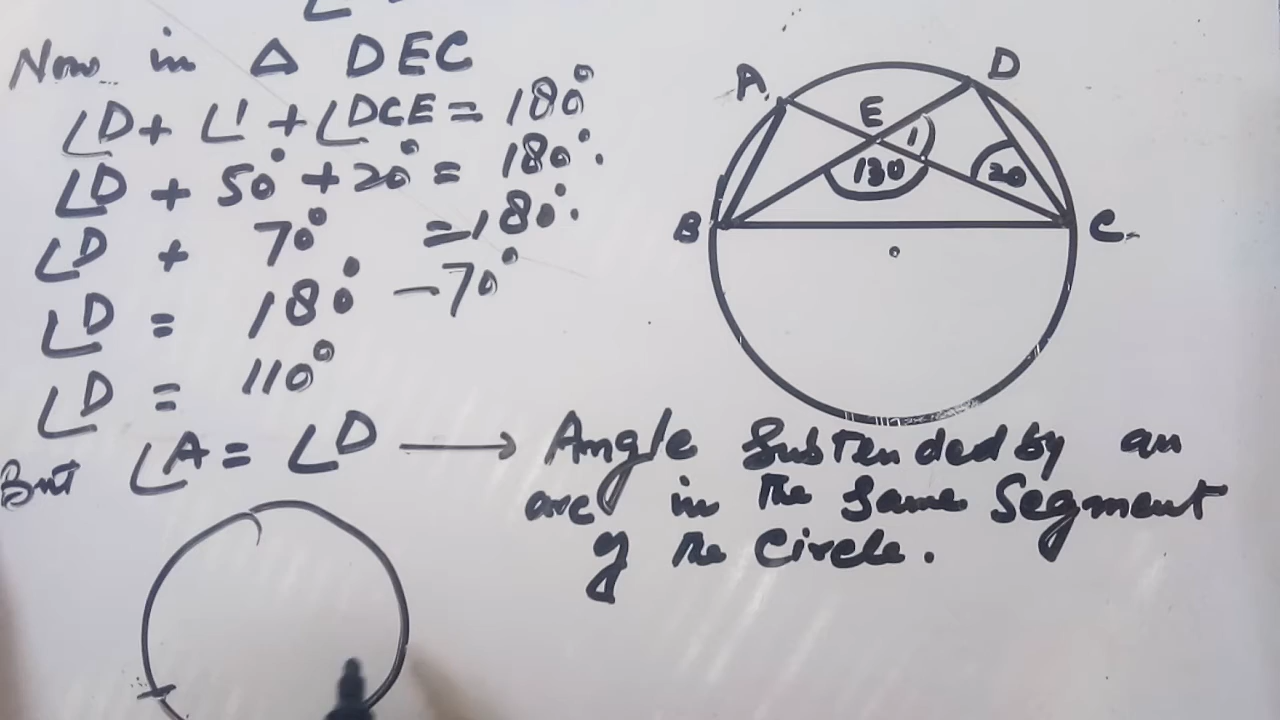 Now in Δ DEC
∠D + ∠1 + ∠DCE = 180°
∠D + 50° + 20° = 180°.
∠D + 70° = 180°.
∠D = 180° - 70°
∠D = 110°
But ∠A = ∠D → Angle Subtended by an
arc in the Same Segment
of the Circle.
A
D
E
1
130
20
B
C